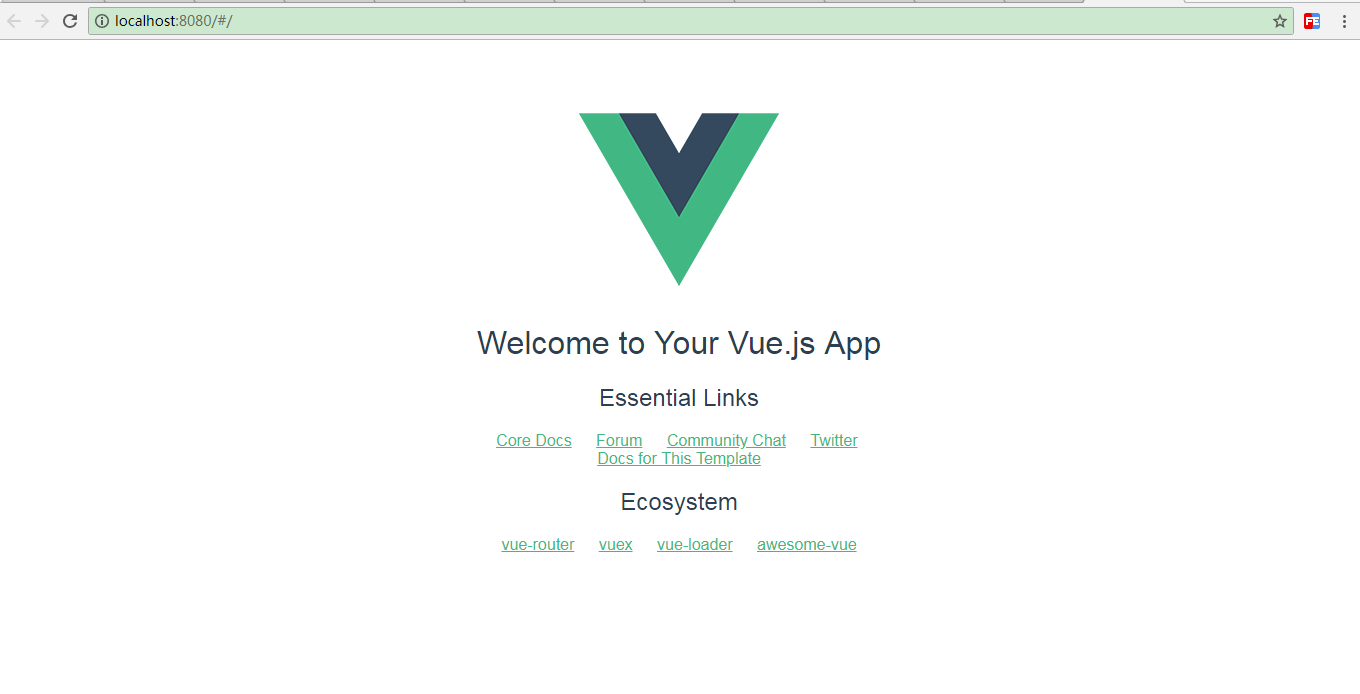 localhost:8080/#/
FE
Welcome to Your Vue.js App
Essential Links
Core Docs Forum Community Chat Twitter
Docs for This Template
Ecosystem
vue-router vuex vue-loader awesome-vue